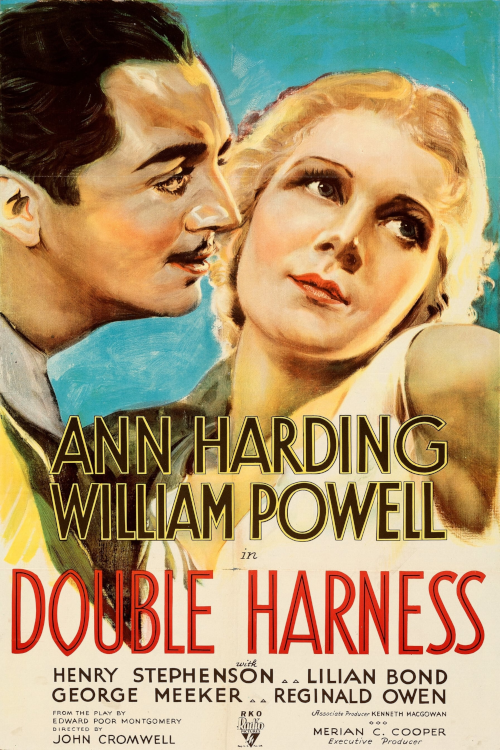 ANN HARDING
WILLIAM POWELL
in
DOUBLE HARNESS
with
HENRY STEPHENSON .. LILIAN BOND
GEORGE MEEKER .. REGINALD OWEN
FROM THE PLAY BY
EDWARD POOR MONTGOMERY
DIRECTED BY
JOHN CROMWELL
RKO
Radio
PICTURES
Associate Producer KENNETH MACGOWAN
MERIAN C. COOPER
Executive Producer